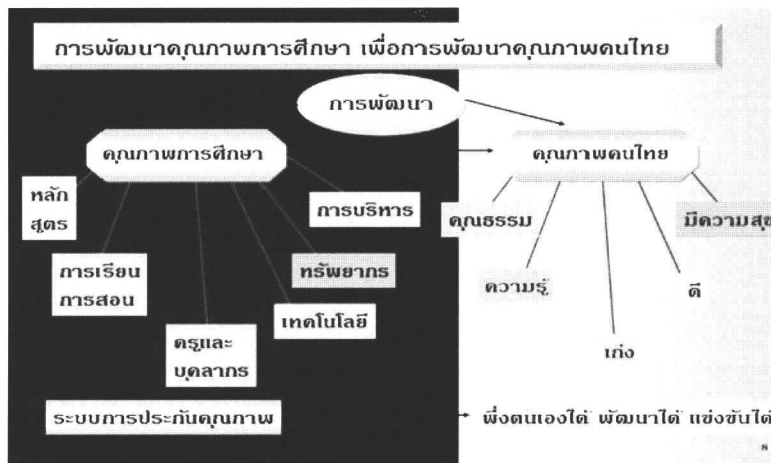 การพัฒนาคุณภาพการศึกษา เพื่อการพัฒนาคุณภาพคนไทย
การพัฒนา
คุณภาพการศึกษา
คุณภาพคนไทย
หลัก
สูตร
การเรียน
การสอน
ครูและ
บุคลากร
เทคโนโลยี
ทรัพยากร
การบริหาร
คุณธรรม
ความรู้
เก่ง
ดี
มีความสุข
ระบบการประกันคุณภาพ
พึ่งตนเองได้ พัฒนาได้ แข่งขันได้
8